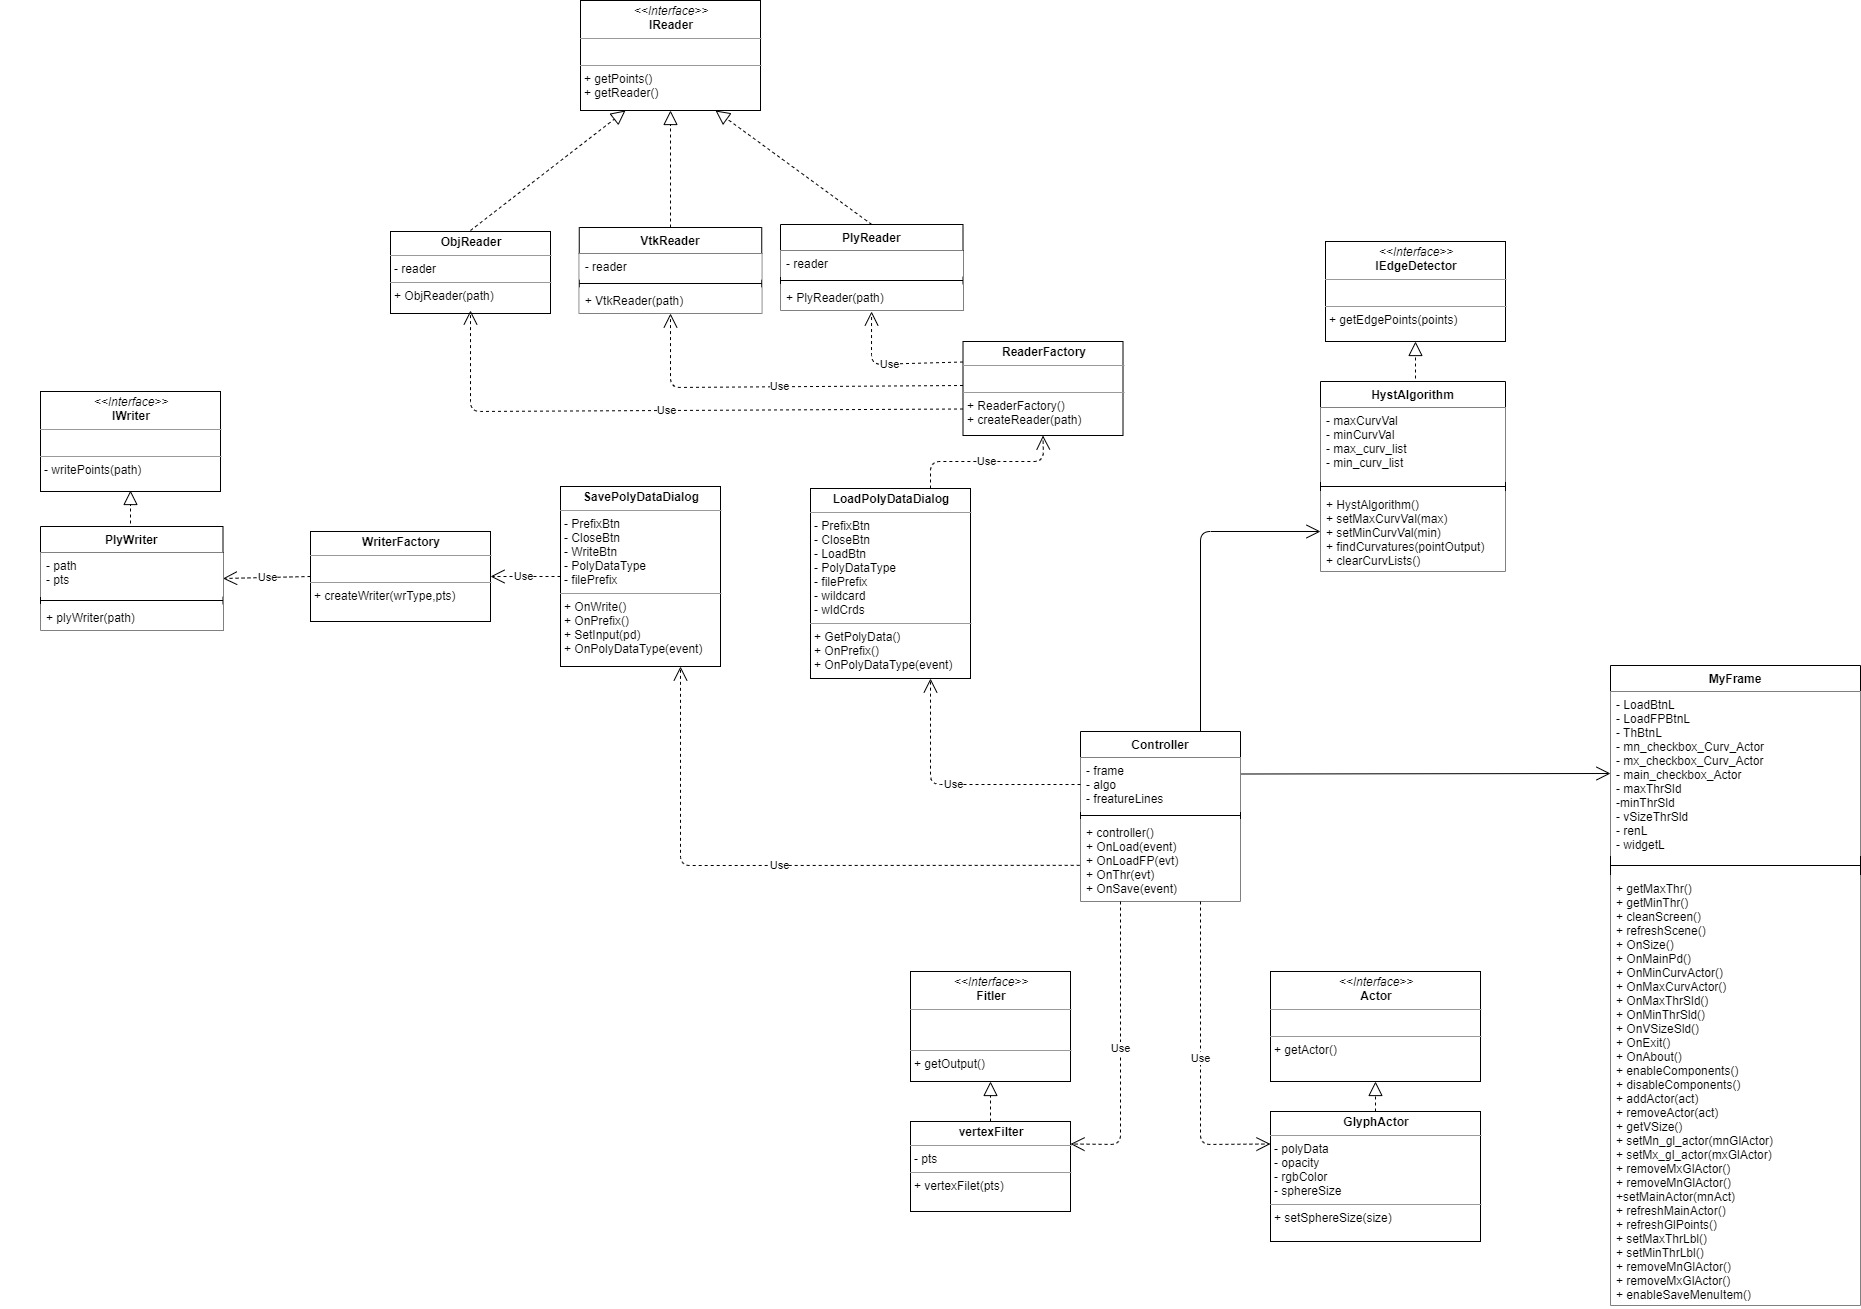 <<Interface>>
IReader
+ getPoints()
+ getReader()
ObjReader
- reader
+ ObjReader(path)
VtkReader
- reader
+ VtkReader(path)
PlyReader
- reader
+ PlyReader(path)
<<Interface>>
IEdgeDetector
+ getEdgePoints(points)
ReaderFactory
+ ReaderFactory()
+ createReader(path)
Use
Use
Use
HystAlgorithm
- maxCurvVal
- minCurvVal
- max_curv_list
- min_curv_list
+ HystAlgorithm()
+ setMaxCurvVal(max)
+ setMinCurvVal(min)
+ findCurvatures(pointOutput)
+ clearCurvLists()
<<Interface>>
IWriter
- writePoints(path)
Use
PlyWriter
- path
- pts
+ plyWriter(path)
Use
WriterFactory
+ createWriter(wrType,pts)
Use
SavePolyDataDialog
- PrefixBtn
- CloseBtn
- WriteBtn
- PolyDataType
- filePrefix
+ OnWrite()
+ OnPrefix()
+ SetInput(pd)
+ OnPolyDataType(event)
LoadPolyDataDialog
- PrefixBtn
- CloseBtn
- LoadBtn
- PolyDataType
- filePrefix
- wildcard
- wldCrds
+ GetPolyData()
+ OnPrefix()
+ OnPolyDataType(event)
Controller
- frame
- algo
- freatureLines
+ controller()
+ OnLoad(event)
+ OnLoadFP(evt)
+ OnThr(evt)
+ OnSave(event)
Use
Use
MyFrame
- LoadBtnL
- LoadFPBtnL
- ThBtnL
- mn_checkbox_Curv_Actor
- mx_checkbox_Curv_Actor
- main_checkbox_Actor
- maxThrSld
-minThrSld
- vSizeThrSld
- renL
- widgetL
+ getMaxThr()
+ getMinThr()
+ cleanScreen()
+ refreshScene()
+ OnSize()
+ OnMainPd()
+ OnMinCurvActor()
+ OnMaxCurvActor()
+ OnMaxThrSld()
+ OnMinThrSld()
+ OnVSizeSld()
+ OnExit()
+ OnAbout()
+ enableComponents()
+ disableComponents()
+ addActor(act)
+ removeActor(act)
+ getVSize()
+ setMn_gl_actor(mnGlActor)
+ setMx_gl_actor(mxGlActor)
+ removeMxGlActor()
+ removeMnGlActor()
+setMainActor(mnAct)
+ refreshMainActor()
+ refreshGlPoints()
+ setMaxThrLbl()
+ setMinThrLbl()
+ removeMnGlActor()
+ removeMxGlActor()
+ enableSaveMenuItem()
<<Interface>>
Fitler
+ getOutput()
Use
Use
<<Interface>>
Actor
+ getActor()
vertexFilter
- pts
+ vertexFilet(pts)
GlyphActor
- polyData
- opacity
- rgbColor
- sphereSize
+ setSphereSize(size)